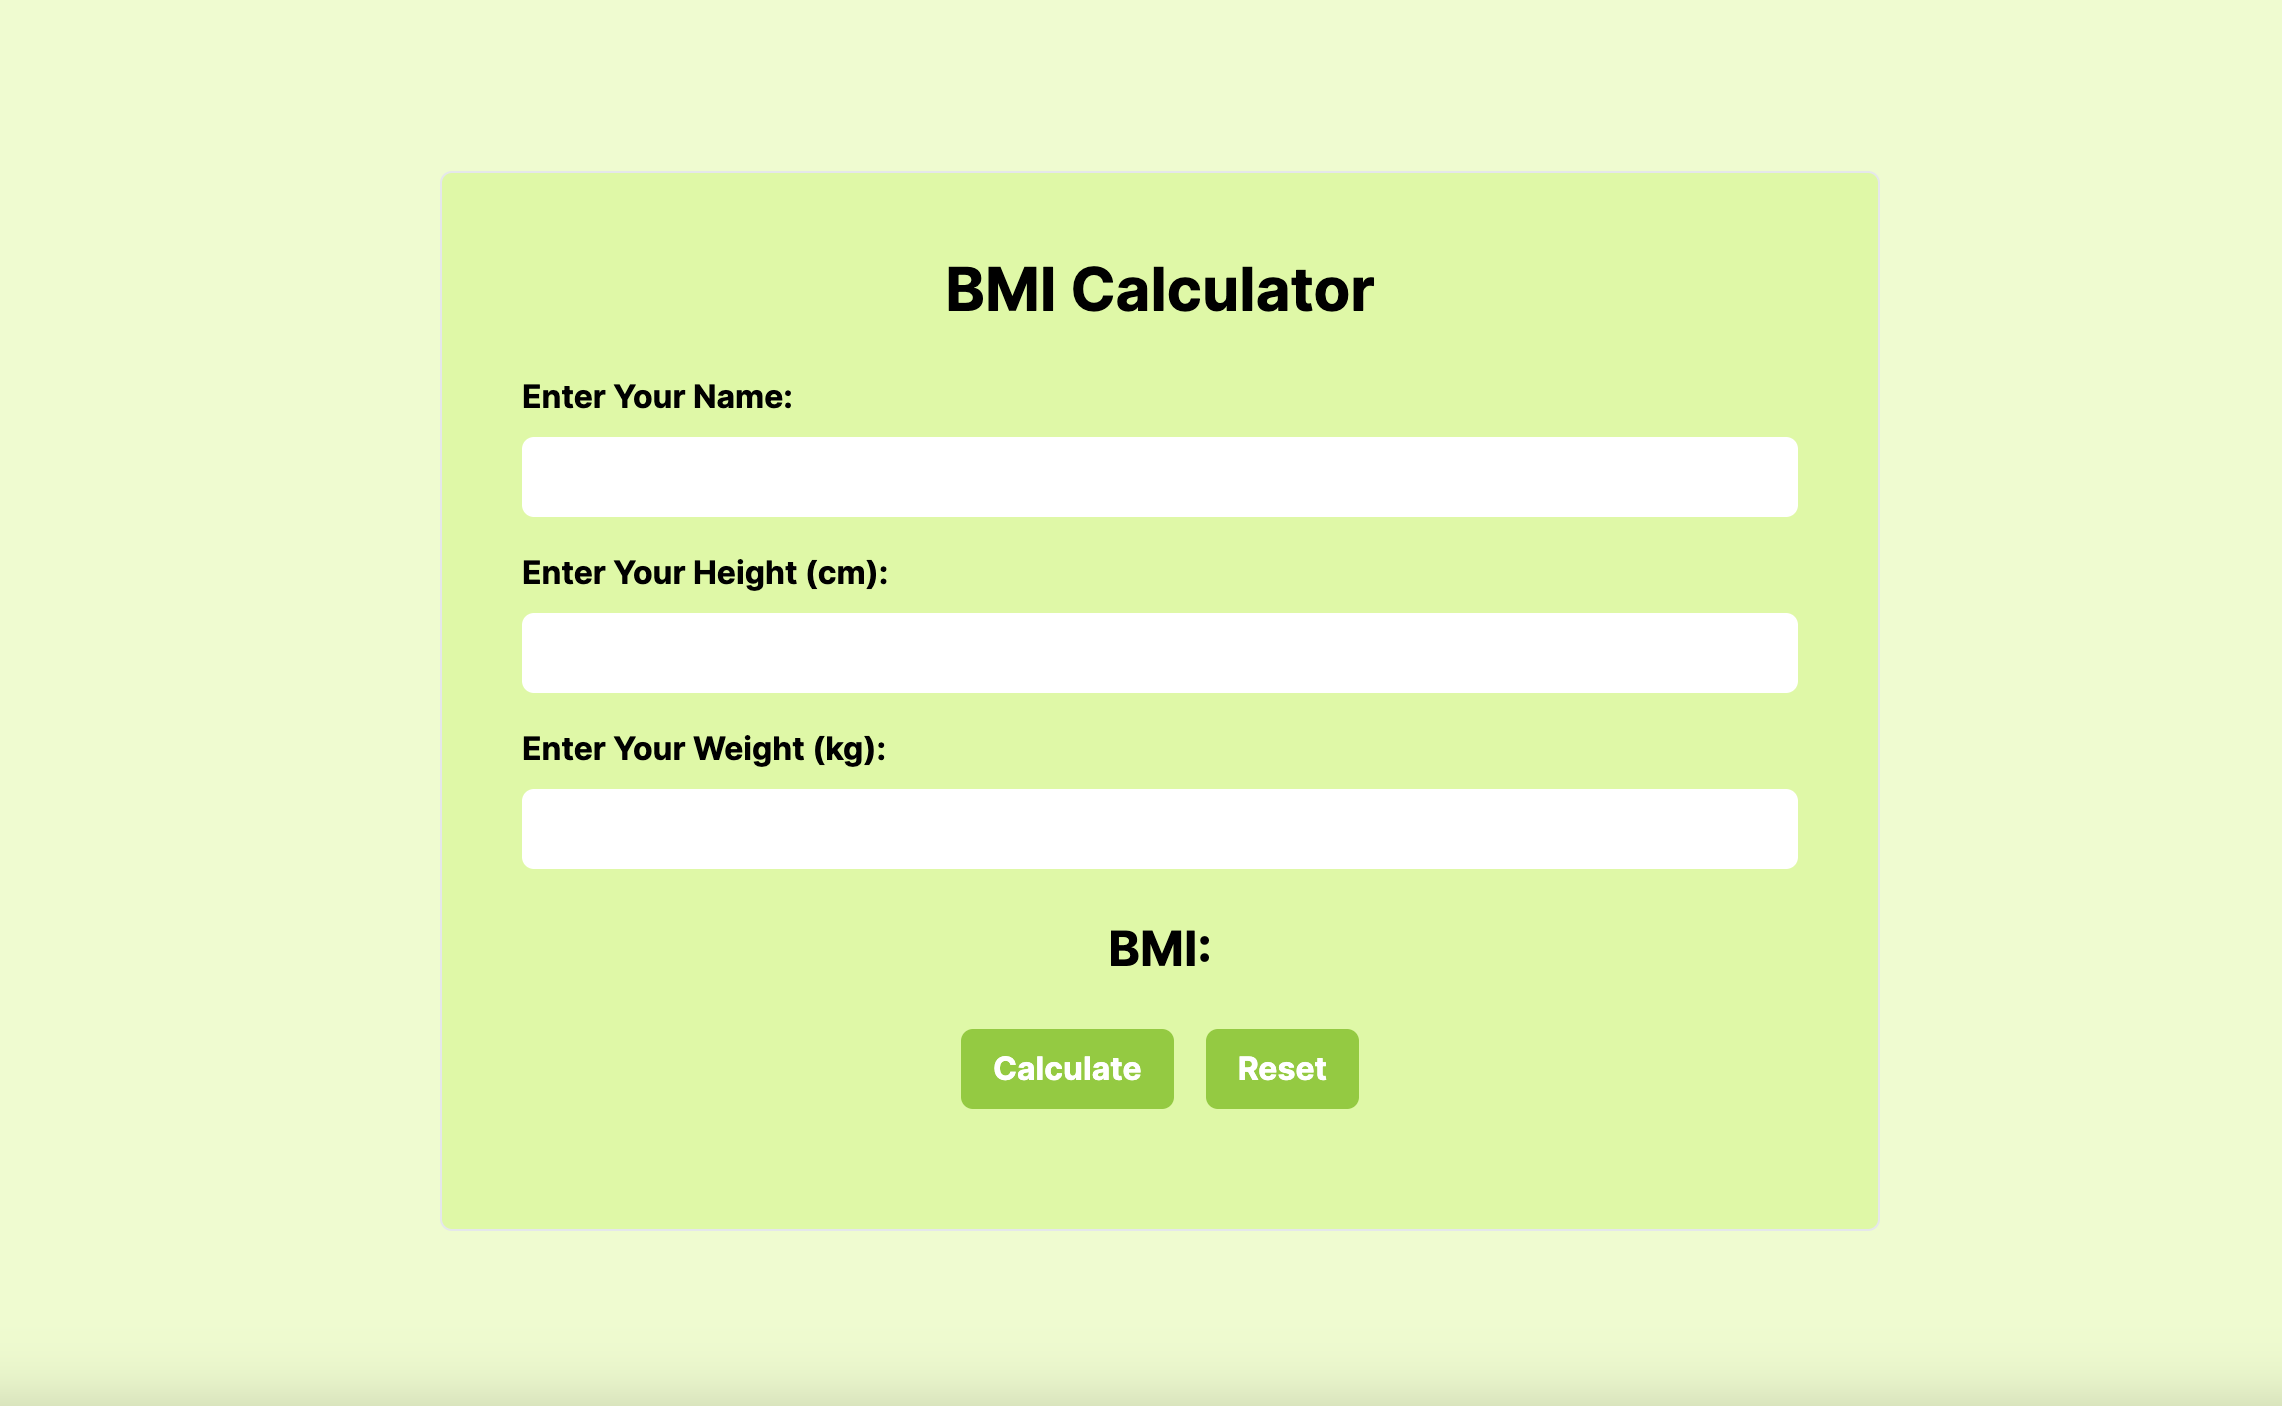 BMI Calculator
Enter Your Name:
Enter Your Height (cm):
Enter Your Weight (kg):
BMI:
Calculate Reset